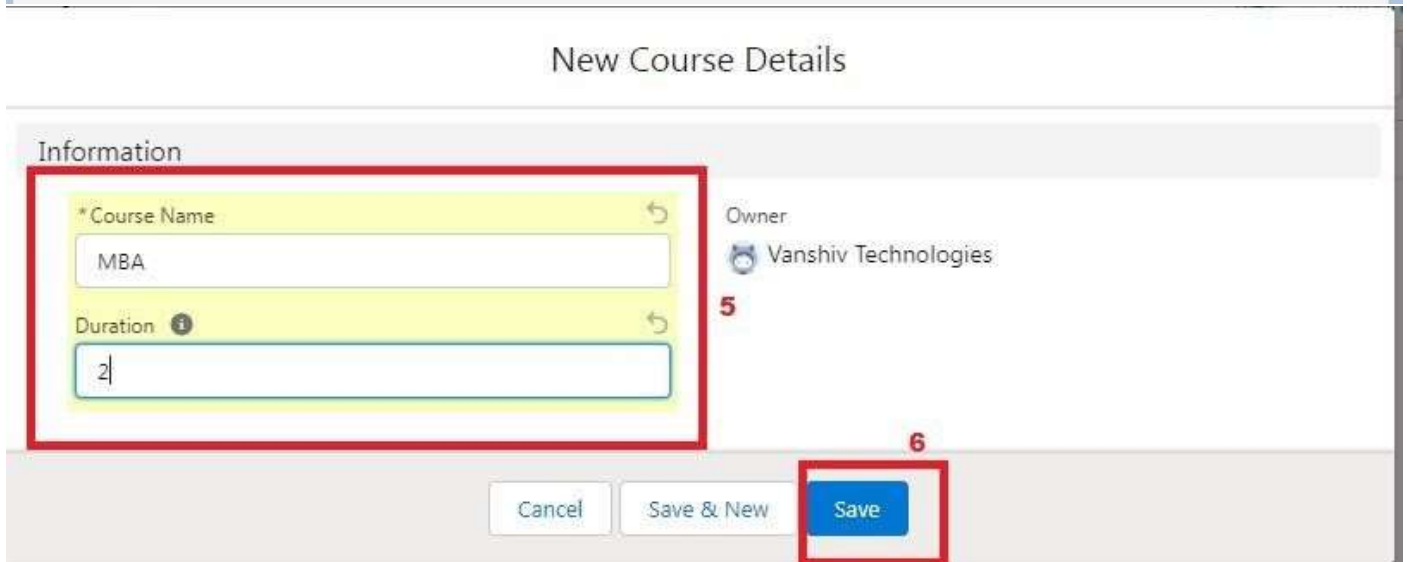 New Course Details
Information
*Course Name
MBA
Duration
2
Owner
Vanshiv Technologies
5
6
Cancel
Save & New
Save